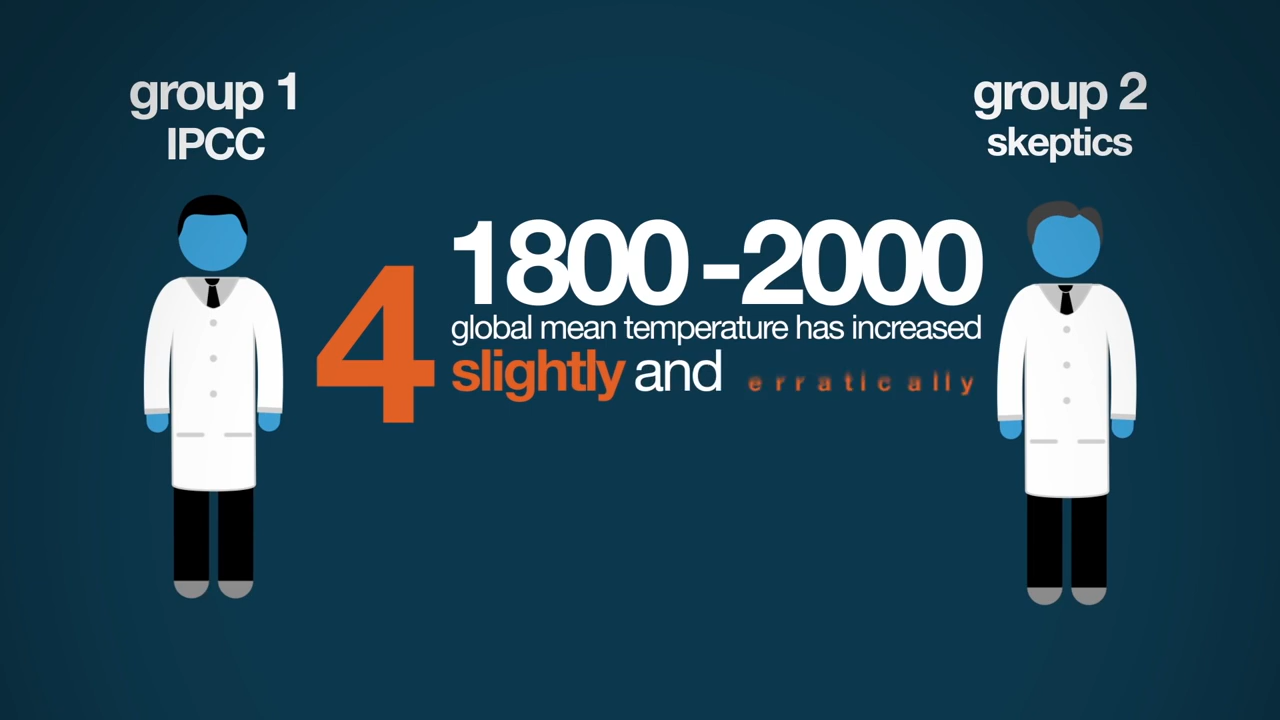 group 1
IPCC
group 2
skeptics
4
1800-2000
global mean temperature has increased
slightly and erratically